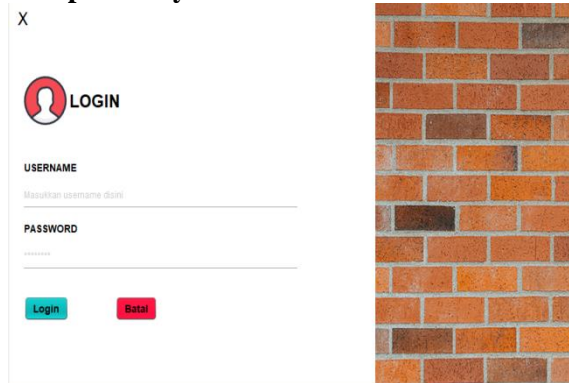 X
LOGIN
USERNAME
Masukkan username disini
PASSWORD
********
Login
Batal